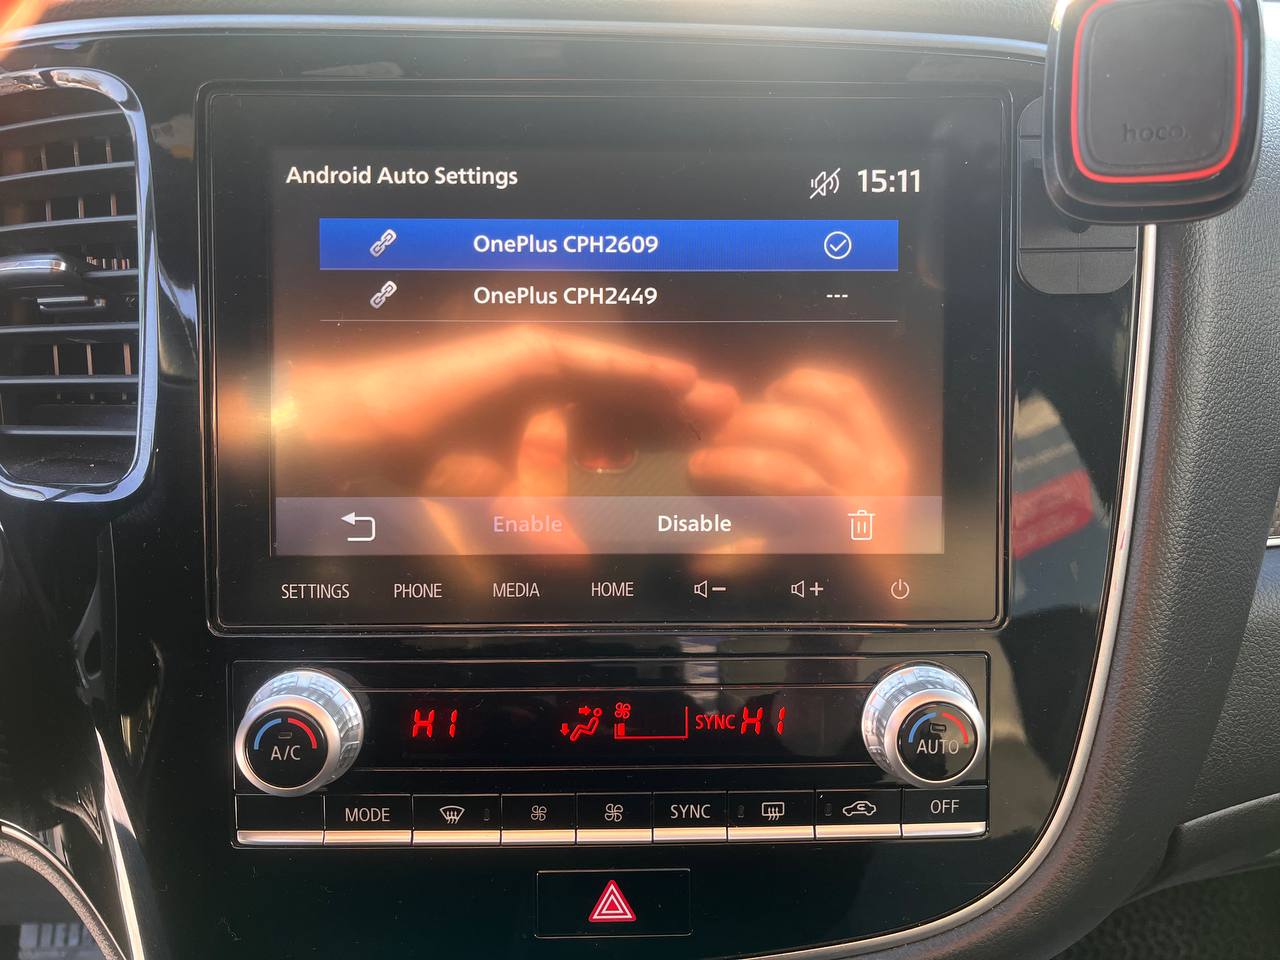 hoco.
Android Auto Settings
15:11
OnePlus CPH2609
OnePlus CPH2449 ---
Enable Disable
SETTINGS PHONE MEDIA HOME
HI SYNC HI
A/C
AUTO
MODE SYNC OFF